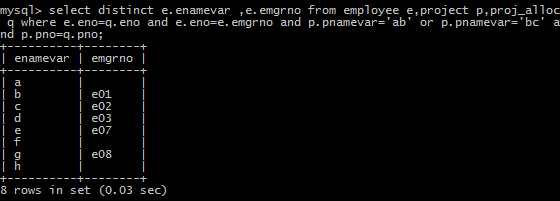 mysql> select distinct e.enamevar ,e.emgrno from employee e,project p,proj_alloc
 q where e.eno=q.eno and e.eno=e.emgrno and p.pnamevar='ab' or p.pnamevar='bc' a
nd p.pno=q.pno;
+----------+--------+
| enamevar | emgrno |
+----------+--------+
| a        |        |
| b        | e01    |
| c        | e02    |
| d        | e03    |
| e        | e07    |
| f        |        |
| g        | e08    |
| h        |        |
+----------+--------+
8 rows in set (0.03 sec)